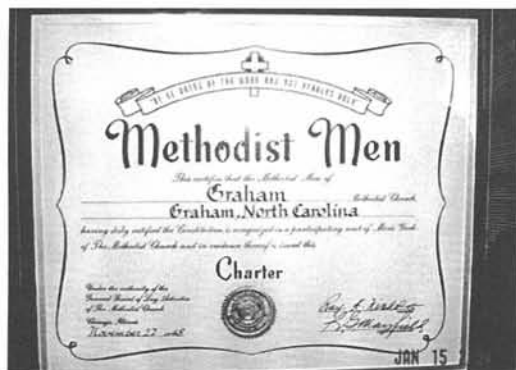 "BE YE DOERS OF THE WORD AND NOT HEARERS ONLY"
Methodist Men
This certifies that the Methodist Men of
Graham Methodist Church
Graham, North Carolina
having duly ratified the Constitution is recognized as a participating unit of Men's Work
of The Methodist Church and in evidence thereof is issued this
Charter
Under the authority of the
General Board of Lay Activities
of The Methodist Church
Chicago, Illinois
November 27
JAN 15